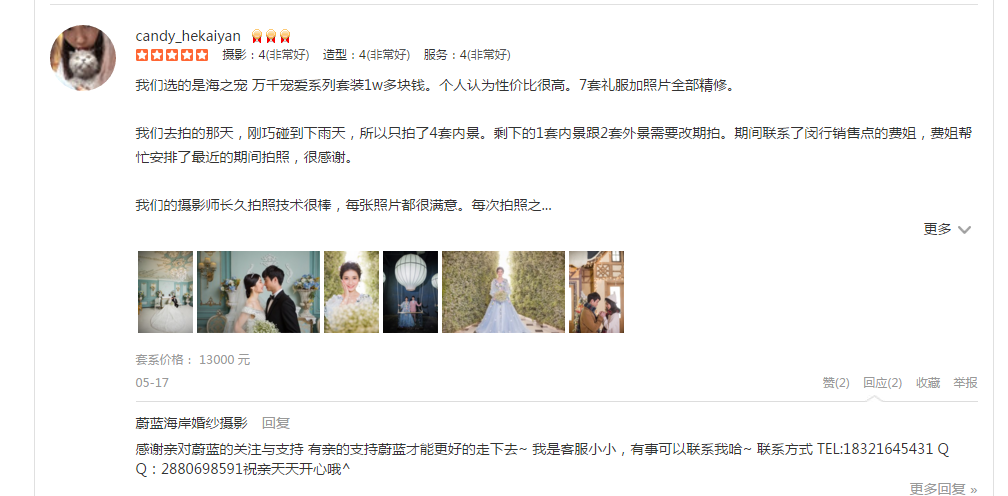 candy_hekaiyan
摄影：4(非常好) 造型：4(非常好) 服务：4(非常好)
我们选的是海之宠 万千宠爱系列套装1w多块钱。个人认为性价比很高。7套礼服加照片全部精修。
我们去拍的那天，刚巧碰到下雨天，所以只拍了4套内景。剩下的1套内景跟2套外景需要改期拍。期间联系了闵行销售点的费姐，费姐帮
忙安排了最近的期间拍照，很感谢。
我们的摄影师长久拍照技术很棒，每张照片都很满意。每次拍照之...
更多
套系价格： 13000 元
05-17
赞(2) 回应(2) 收藏 举报
蔚蓝海岸婚纱摄影 回复
感谢亲对蔚蓝的关注与支持 有亲的支持蔚蓝才能更好的走下去~ 我是客服小小，有事可以联系我哈~ 联系方式 TEL:18321645431 Q
Q：2880698591祝亲天天开心哦^
更多回复 »